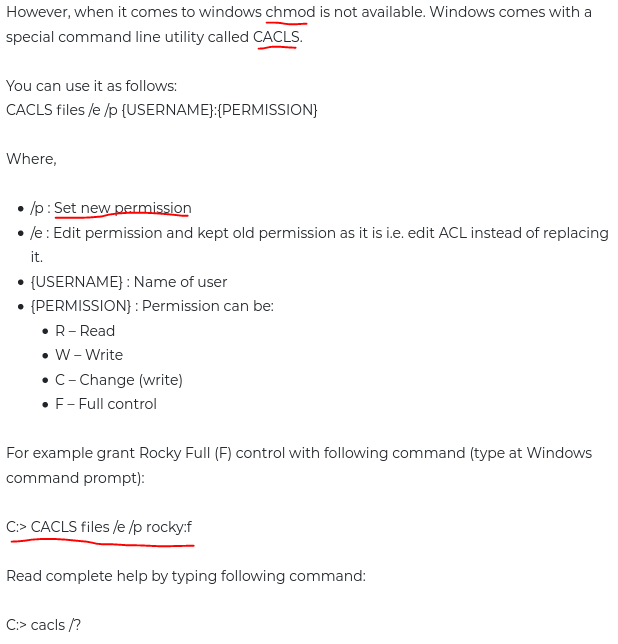 However, when it comes to windows chmod is not available. Windows comes with a
special command line utility called CACLS.
You can use it as follows:
CACLS files /e /p {USERNAME}:{PERMISSION}
Where,
• /p : Set new permission
• /e : Edit permission and kept old permission as it is i.e. edit ACL instead of replacing
it.
• {USERNAME} : Name of user
• {PERMISSION} : Permission can be:
• R – Read
• W – Write
• C – Change (write)
• F – Full control
For example grant Rocky Full (F) control with following command (type at Windows
command prompt):
C:> CACLS files /e /p rocky:f
Read complete help by typing following command:
C:> cacls /?